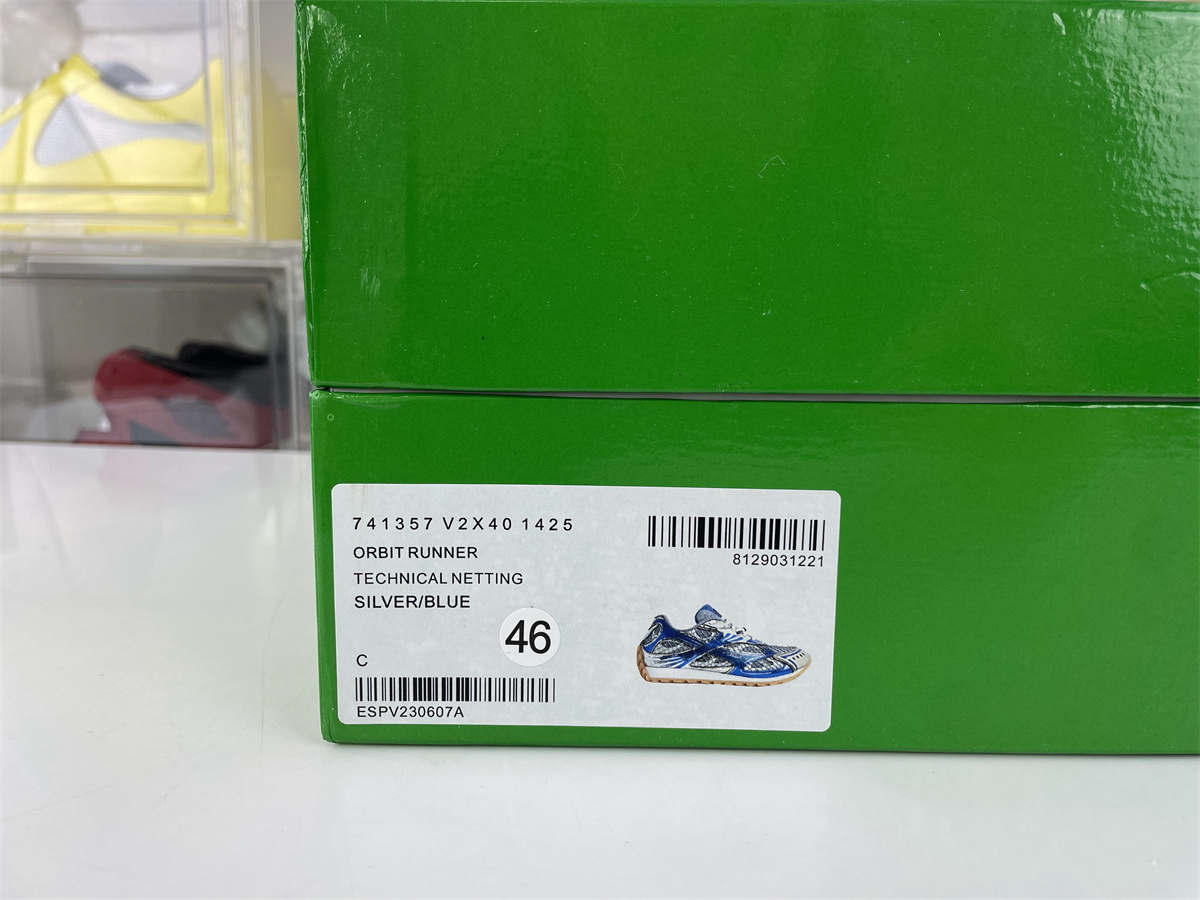 741357 V2X40 1425
8129031221
ORBIT RUNNER
TECHNICAL NETTING
SILVER/BLUE
46
C
ESPV230607A